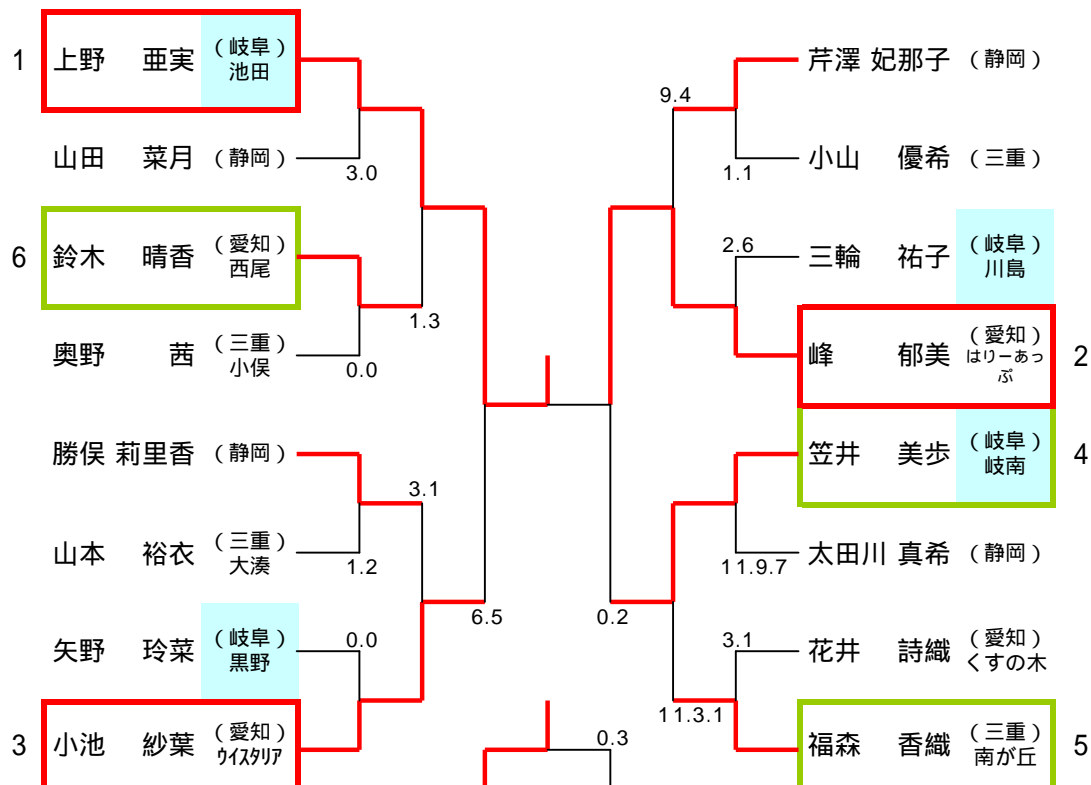 1 上野 亜実 (岐阜)
池田
山田 菜月 (静岡)
3.0
6 鈴木 晴香 (愛知)
西尾
1.3
奥野 茜 (三重)
小俣
0.0
勝俣 莉里香 (静岡)
3.1
山本 裕衣 (三重)
大湊
1.2
矢野 玲菜 (岐阜)
黒野
0.0
3 小池 紗葉 (愛知)
ウイスタリア
6.5
芹澤 妃那子 (静岡)
9.4
小山 優希 (三重)
1.1
三輪 祐子 (岐阜)
川島
2.6
峰 郁美 (愛知)
はりーあっ
ぷ
2
笠井 美歩 (岐阜)
岐南
4
太田川 真希 (静岡)
11.9.7
0.2
花井 詩織 (愛知)
くすの木
3.1
11.3.1
福森 香織 (三重)
南が丘
5
0.3